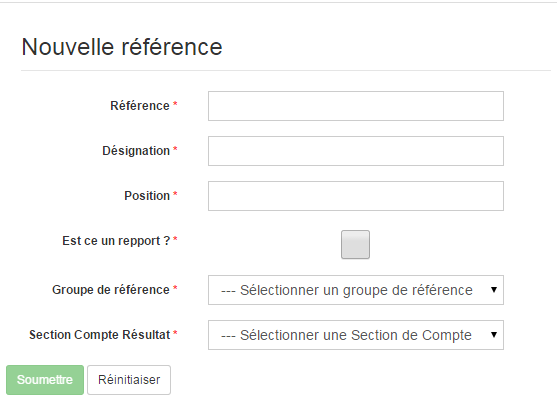 Nouvelle référence
Référence *
Désignation *
Position *
Est ce un repport ? *
Groupe de référence * --- Sélectionner un groupe de référence
Section Compte Résultat * --- Sélectionner une Section de Compte
Soumettre Réinitiaiser